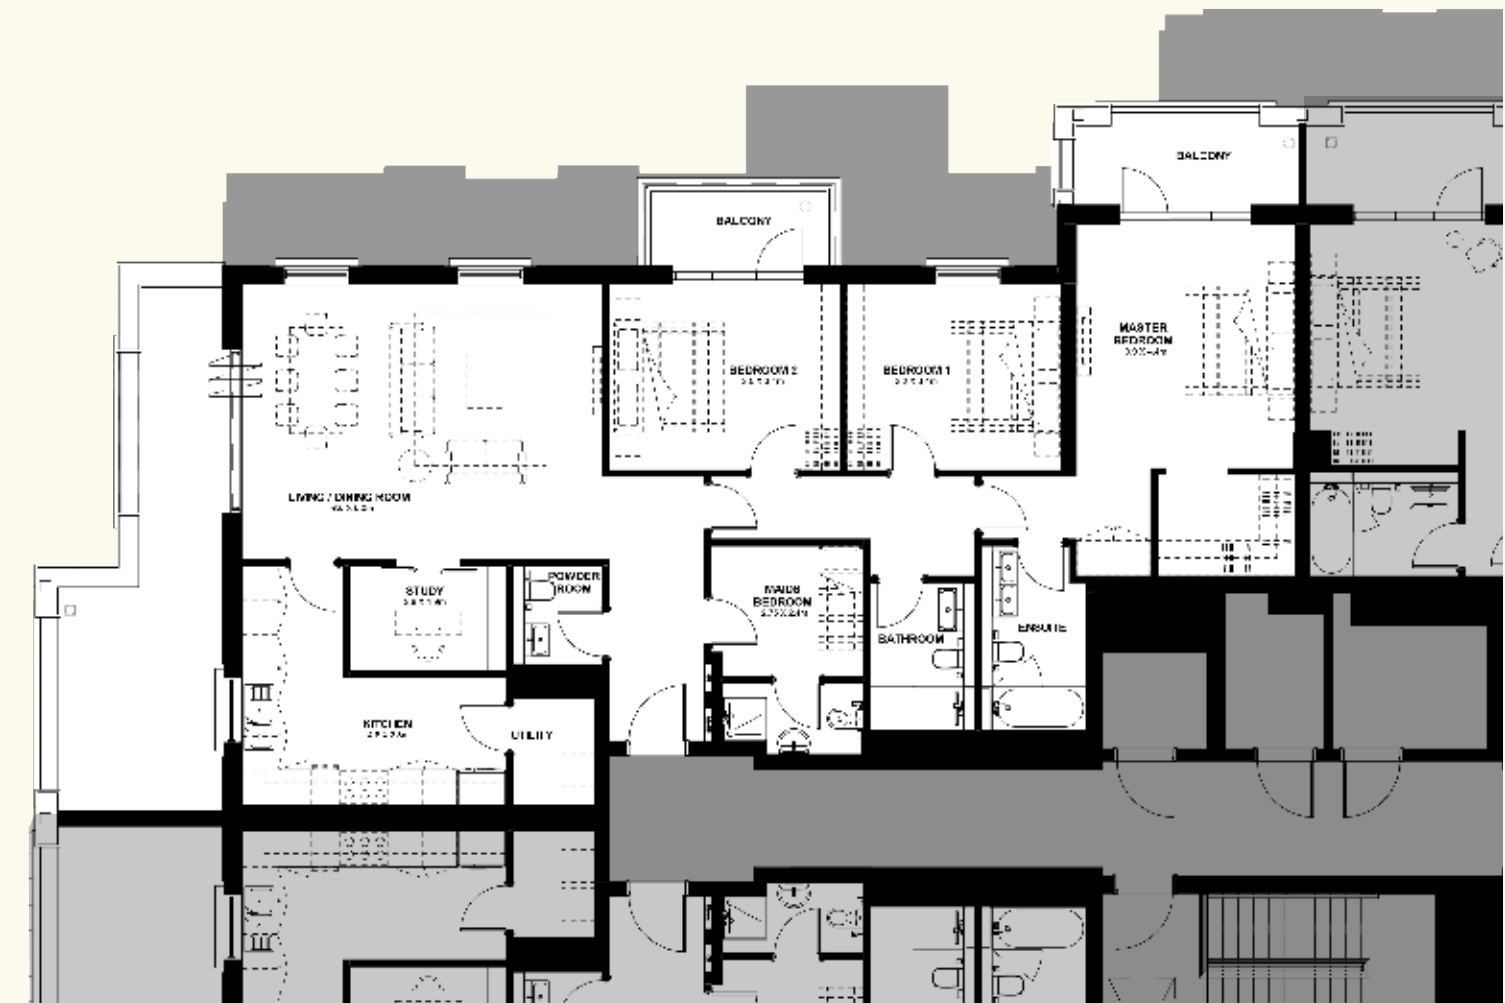 BALCONY
BALCONY
MASTER
BEDROOM
BEDROOM 2
BEDROOM 1
LIVING / DINING ROOM
STUDY
POWDER
ROOM
MAIDS
BEDROOM
BATHROOM
ENSUITE
KITCHEN
UTILITY